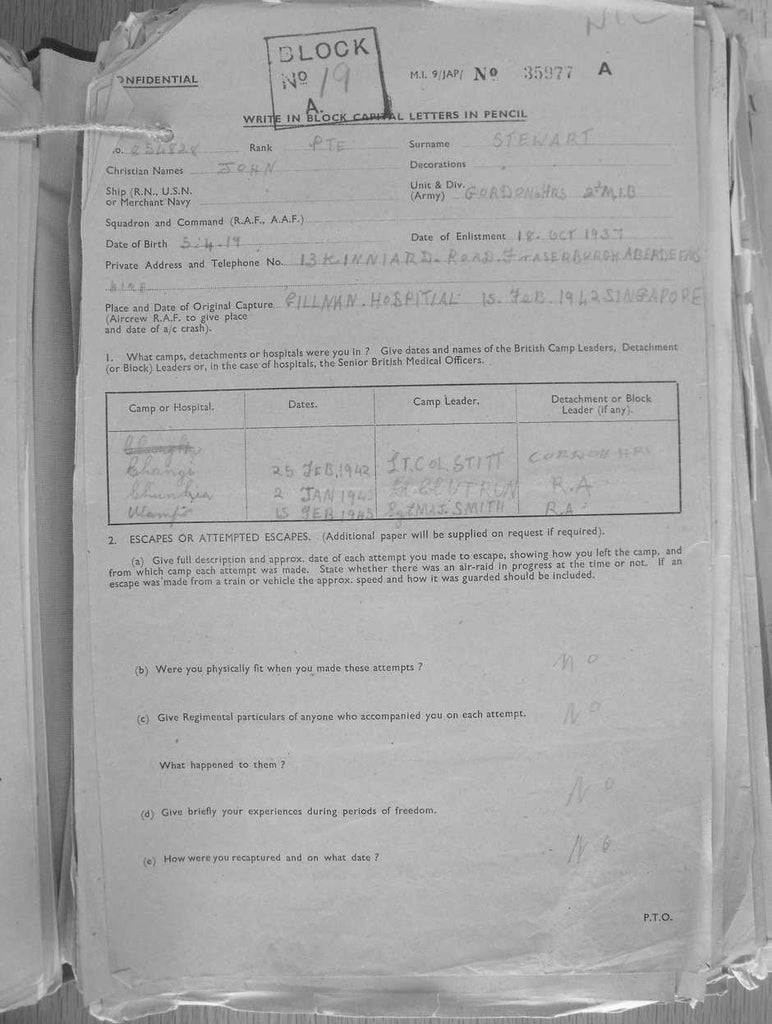 BLOCK
No 19
A.
ONFIDENTIAL
M.I. 9/JAP/ No 35977 A
WRITE IN BLOCK CAPITAL LETTERS IN PENCIL
Rank PTE Surname STEWART
Christian Names JOHN Decorations
Ship (R.N., U.S.N. or Merchant Navy
Unit & Div. (Army) GORDONS HRS
Squadron and Command (R.A.F., A.A.F.)
Date of Birth 5.4.19 Date of Enlistment 18. OCT 1937
Private Address and Telephone No. 13 KINNIARD. ROAD. FRASERBURGH ABERDEENS
HIRE
Place and Date of Original Capture GILLMAN. HOSPITIAL 15. FEB. 1942 SINGAPORE
(Aircrew R.A.F. to give place
and date of a/c crash).
1. What camps, detachments or hospitals were you in ? Give dates and names of the British Camp Leaders, Detachment
(or Block) Leaders or, in the case of hospitals, the Senior British Medical Officers.
Camp or Hospital. Dates. Camp Leader. Detachment or Block Leader (if any).
Changi 25 FEB, 1942 LT. COL STITT
2 JAN R.A
15 FEB 1943 Sgt MAJ. SMITH R.A
2. ESCAPES OR ATTEMPTED ESCAPES. (Additional paper will be supplied on request if required).
(a) Give full description and approx. date of each attempt you made to escape, showing how you left the camp, and
from which camp each attempt was made. State whether there was an air-raid in progress at the time or not. If an
escape was made from a train or vehicle the approx. speed and how it was guarded should be included.
(b) Were you physically fit when you made these attempts ? No
(c) Give Regimental particulars of anyone who accompanied you on each attempt. No
What happened to them ?
No
(d) Give briefly your experiences during periods of freedom.
No
(e) How were you recaptured and on what date ?
P.T.O.